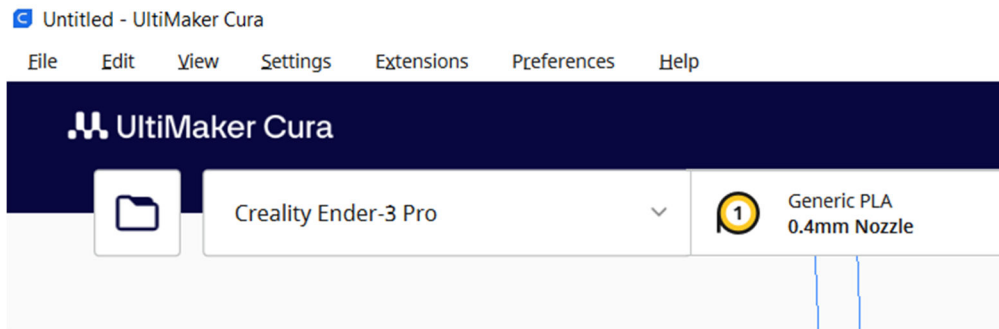 Untitled - UltiMaker Cura
File Edit View Settings Extensions Preferences Help
UltiMaker Cura
Creality Ender-3 Pro
1
Generic PLA
0.4mm Nozzle